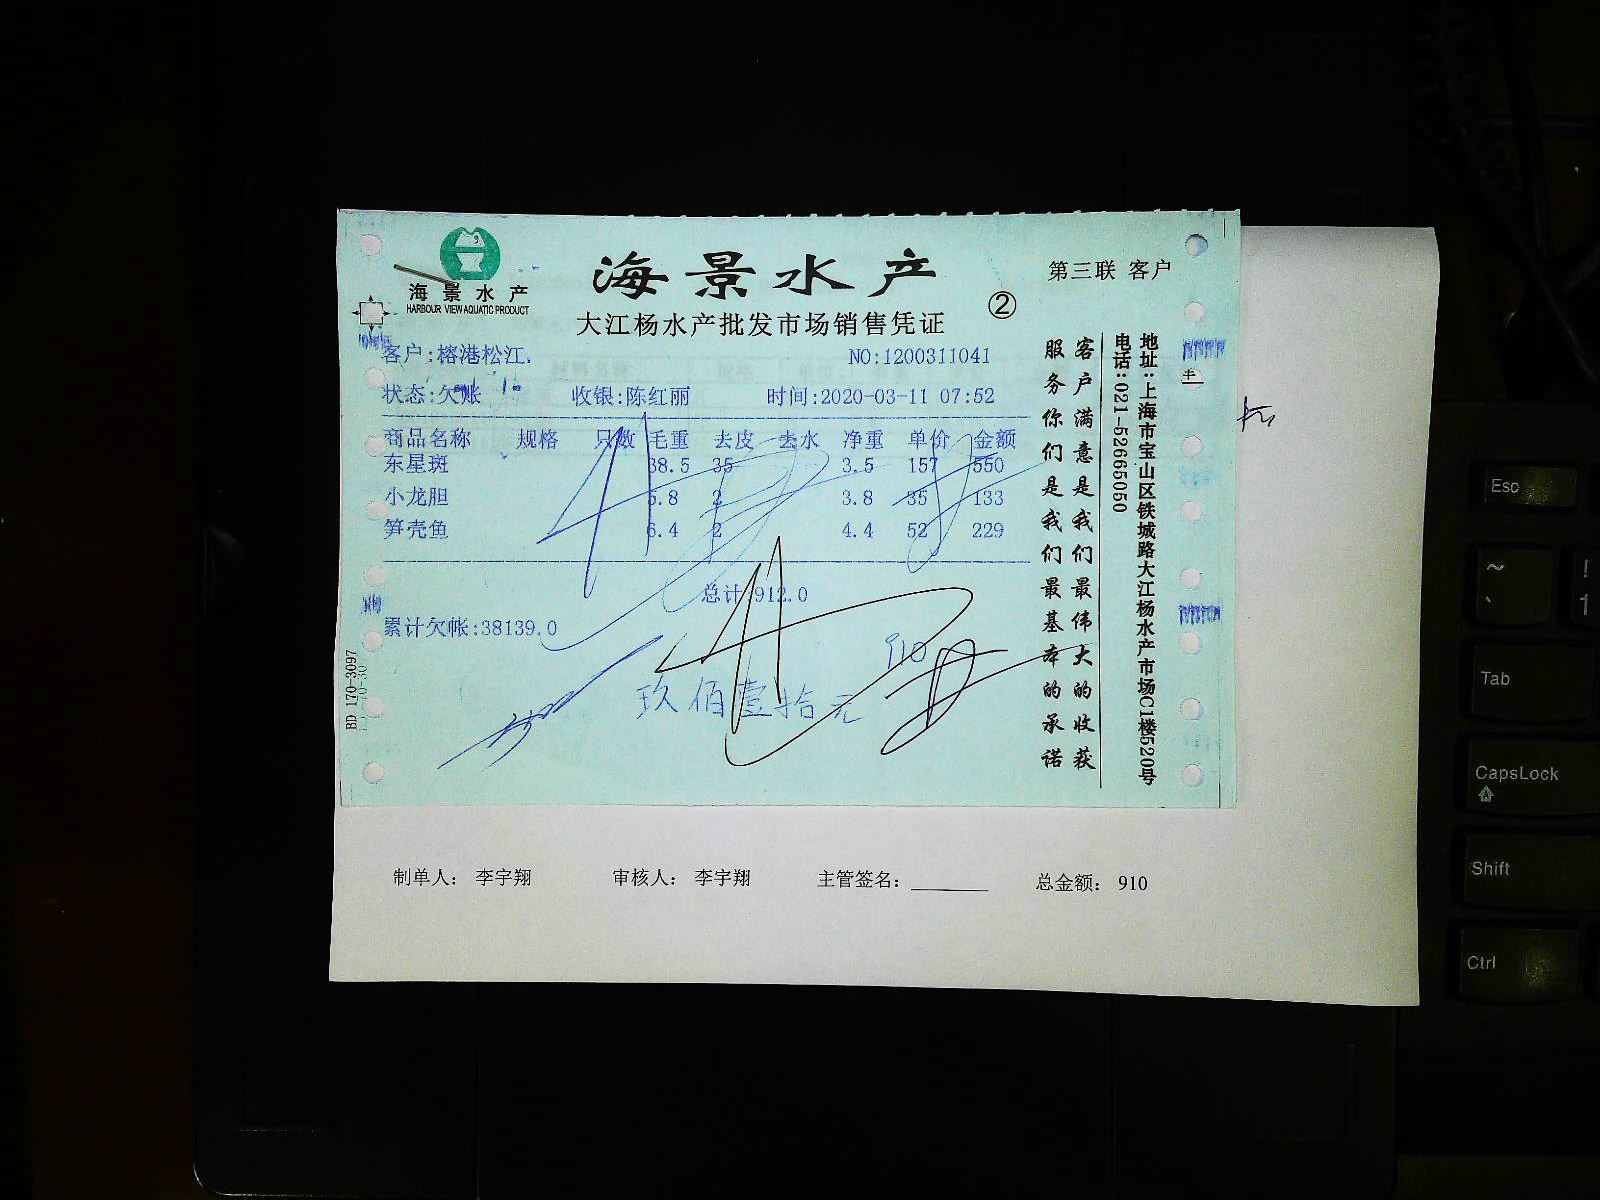 海景水产
HARBOUR VIEW AQUATIC PRODUCT
海景水产
大江杨水产批发市场销售凭证
②
第三联 客户
客户:榕港松江.
NO:1200311041
状态:欠账 收银:陈红丽 时间:2020-03-11 07:52
商品名称 规格 只数 毛重 去皮 去水 净重 单价 金额
东星斑 38.5 35 3.5 157 550
小龙胆 5.8 2 3.8 35 133
笋壳鱼 6.4 2 4.4 52 229
总计:912.0
累计欠帐:38139.0
910
玖佰壹拾元
客户满意是我们最伟大的收获
服务你们是我们最基本的承诺
地址:上海市宝山区铁城路大江杨水产市场C1楼520号
电话:021-52665050
BD 170-3097
制单人: 李宇翔 审核人: 李宇翔 主管签名: 总金额: 910
Esc
~
`
!
1
Tab
CapsLock
Shift
Ctrl